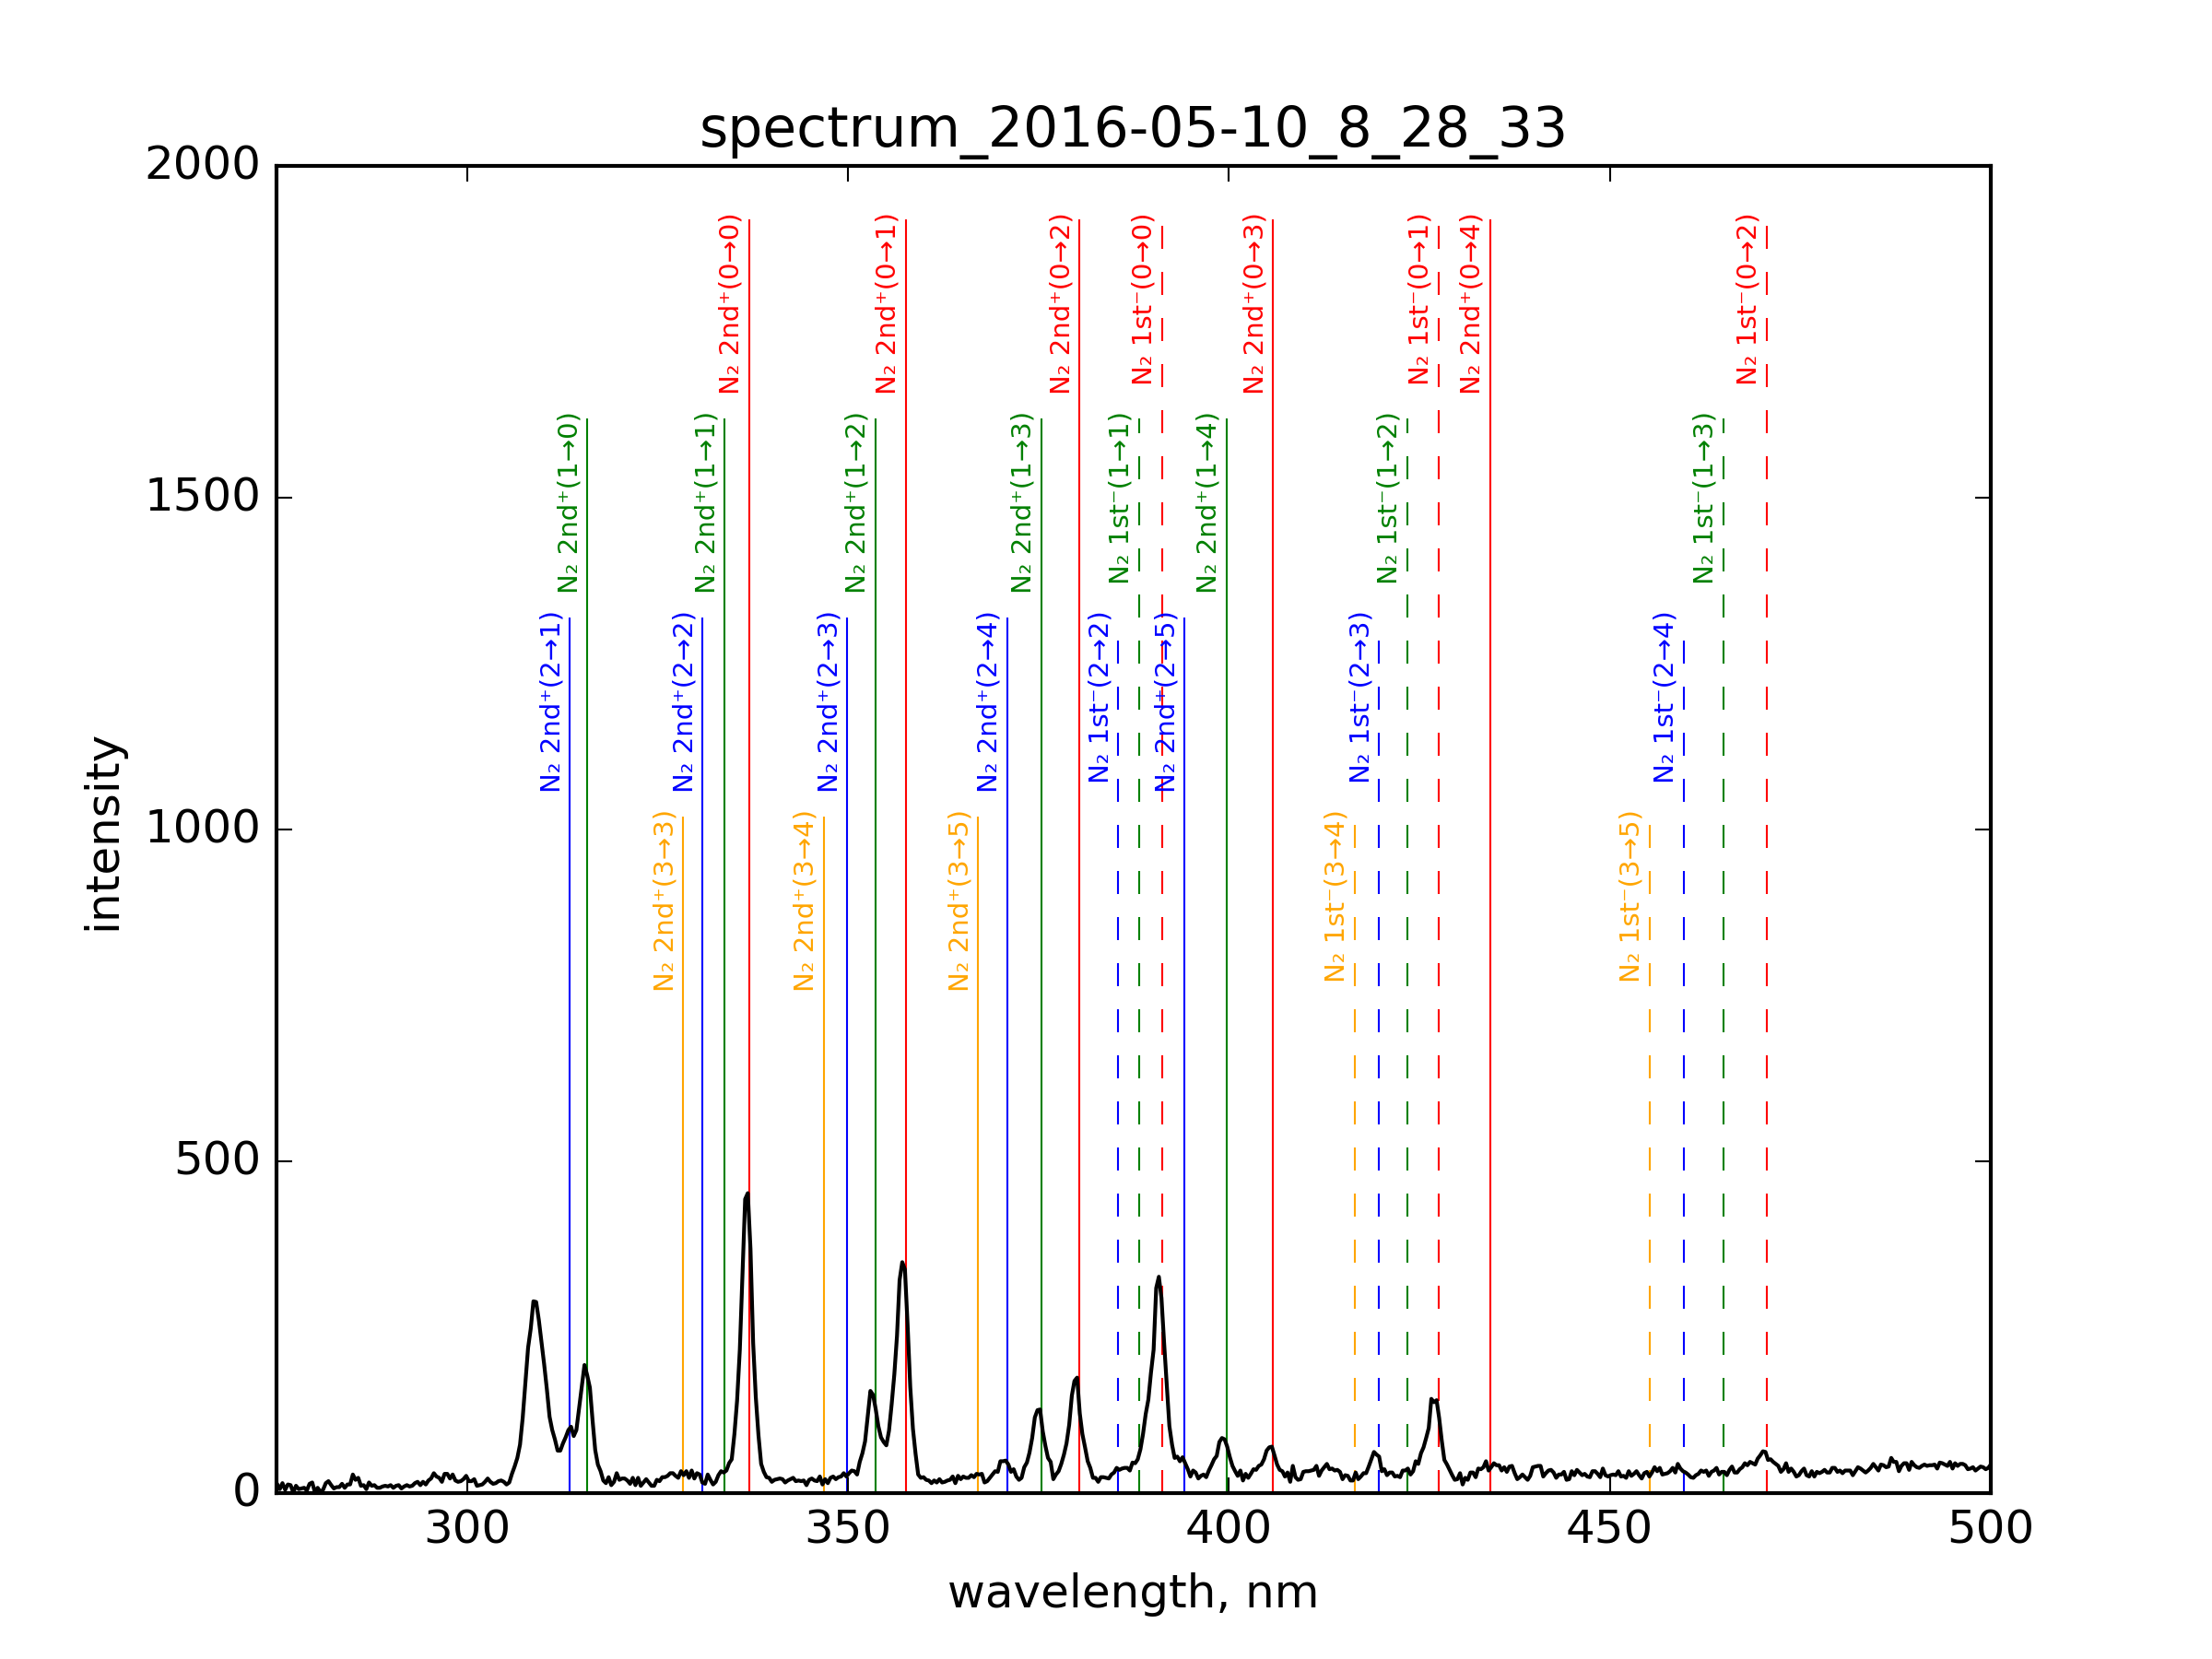 spectrum_2016-05-10_8_28_33
2000
1500
1000
500
0
intensity
N₂ 2nd⁺(0→0)
N₂ 2nd⁺(0→1)
N₂ 2nd⁺(0→2)
N₂ 1st⁻(0→0)
N₂ 2nd⁺(0→3)
N₂ 1st⁻(0→1)
N₂ 2nd⁺(0→4)
N₂ 1st⁻(0→2)
N₂ 2nd⁺(1→0)
N₂ 2nd⁺(1→1)
N₂ 2nd⁺(1→2)
N₂ 2nd⁺(1→3)
N₂ 1st⁻(1→1)
N₂ 2nd⁺(1→4)
N₂ 1st⁻(1→2)
N₂ 1st⁻(1→3)
N₂ 2nd⁺(2→1)
N₂ 2nd⁺(2→2)
N₂ 2nd⁺(2→3)
N₂ 2nd⁺(2→4)
N₂ 1st⁻(2→2)
N₂ 2nd⁺(2→5)
N₂ 1st⁻(2→3)
N₂ 1st⁻(2→4)
N₂ 2nd⁺(3→3)
N₂ 2nd⁺(3→4)
N₂ 2nd⁺(3→5)
N₂ 1st⁻(3→4)
N₂ 1st⁻(3→5)
300
350
400
450
500
wavelength, nm